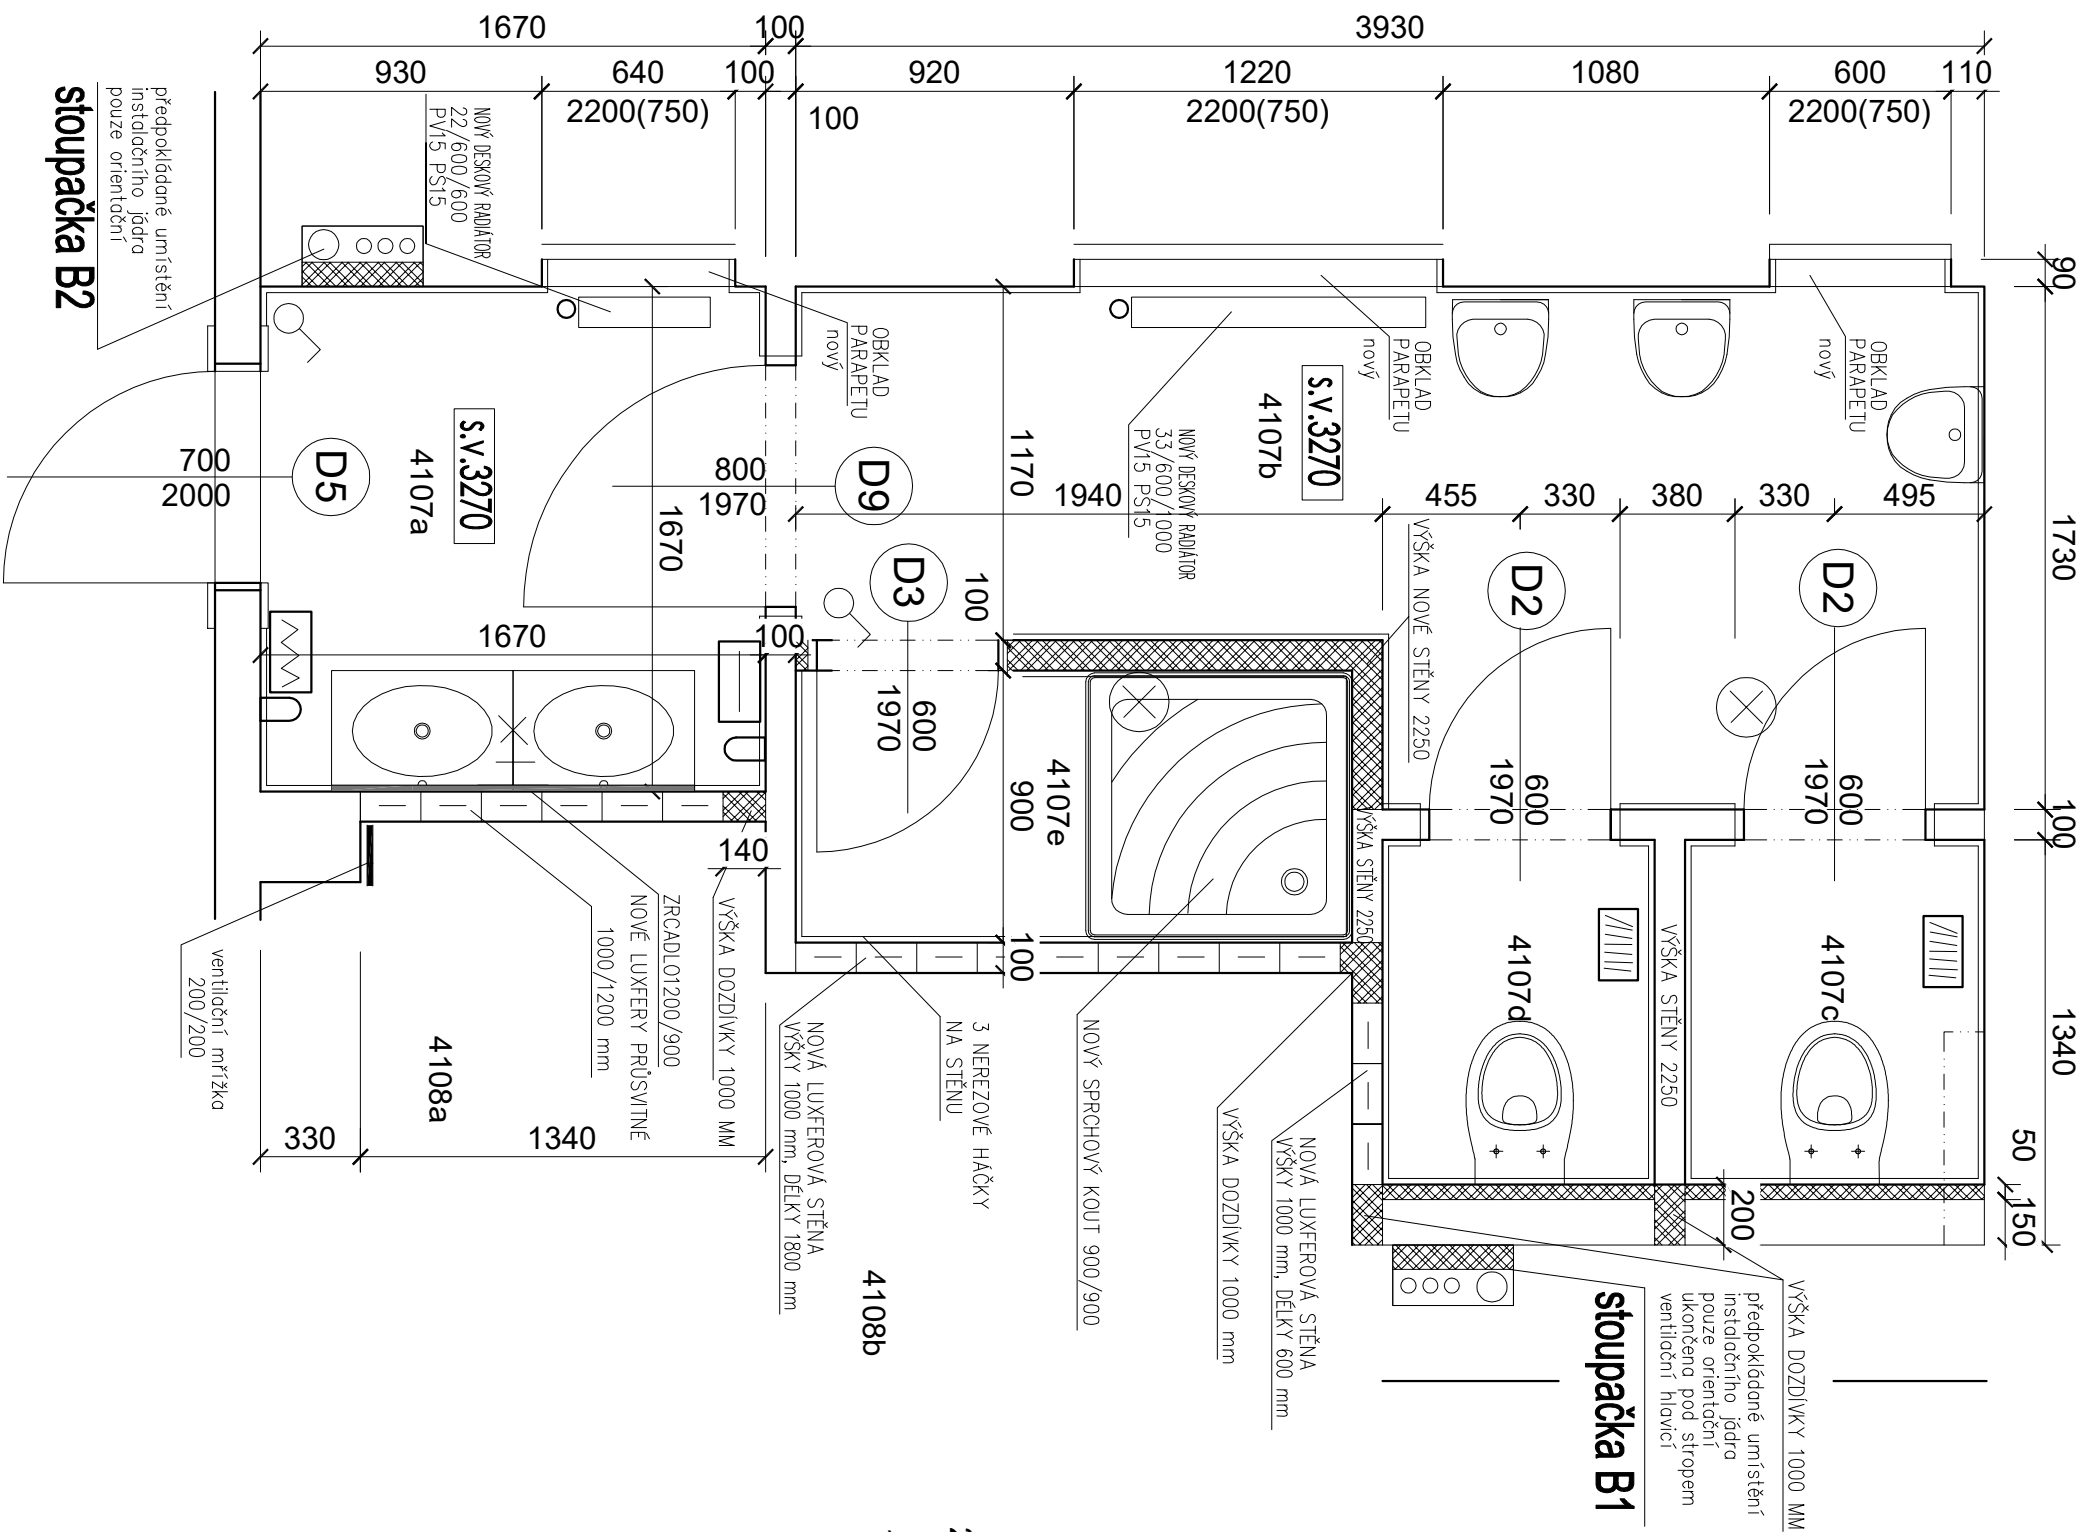 1670
100
3930
930
640
100
920
1220
1080
600
110
2200(750)
100
2200(750)
2200(750)
předpokládané umístění
instalačního jádra
pouze orientační
stoupačka B2
NOVÝ DESKOVÝ RADIÁTOR
22/600/600
PV15 PS15
OBKLAD
PARAPETU
nový
OBKLAD
PARAPETU
nový
OBKLAD
PARAPETU
nový
90
1730
100
1340
50
150
200
s.v.3270
4107a
s.v.3270
4107b
NOVÝ DESKOVÝ RADIÁTOR
33/600/1000
PV15 PS15
D5
700
2000
D9
800
1970
1670
1170
1940
455
330
380
330
495
D3
100
600
1970
D2
600
1970
D2
600
1970
VÝŠKA NOVÉ STĚNY 2250
1670
100
4107e
900
100
VÝŠKA STĚNY 2250
4107d
VÝŠKA STĚNY 2250
4107c
140
VÝŠKA DOZDÍVKY 1000 MM
ZRCADLO1200/900
NOVÉ LUXFERY PRŮSVITNÉ
1000/1200 mm
ventilační mřížka
200/200
4108a
330
1340
NOVÁ LUXFEROVÁ STĚNA
VÝŠKY 1000 mm, DÉLKY 1800 mm
3 NEREZOVÉ HÁČKY
NA STĚNU
4108b
NOVÝ SPRCHOVÝ KOUT 900/900
VÝŠKA DOZDÍVKY 1000 mm
NOVÁ LUXFEROVÁ STĚNA
VÝŠKY 1000 mm, DÉLKY 600 mm
VÝŠKA DOZDÍVKY 1000 MM
předpokládané umístění
instalačního jádra
pouze orientační
ukončena pod stropem
ventilační hlavicí
stoupačka B1